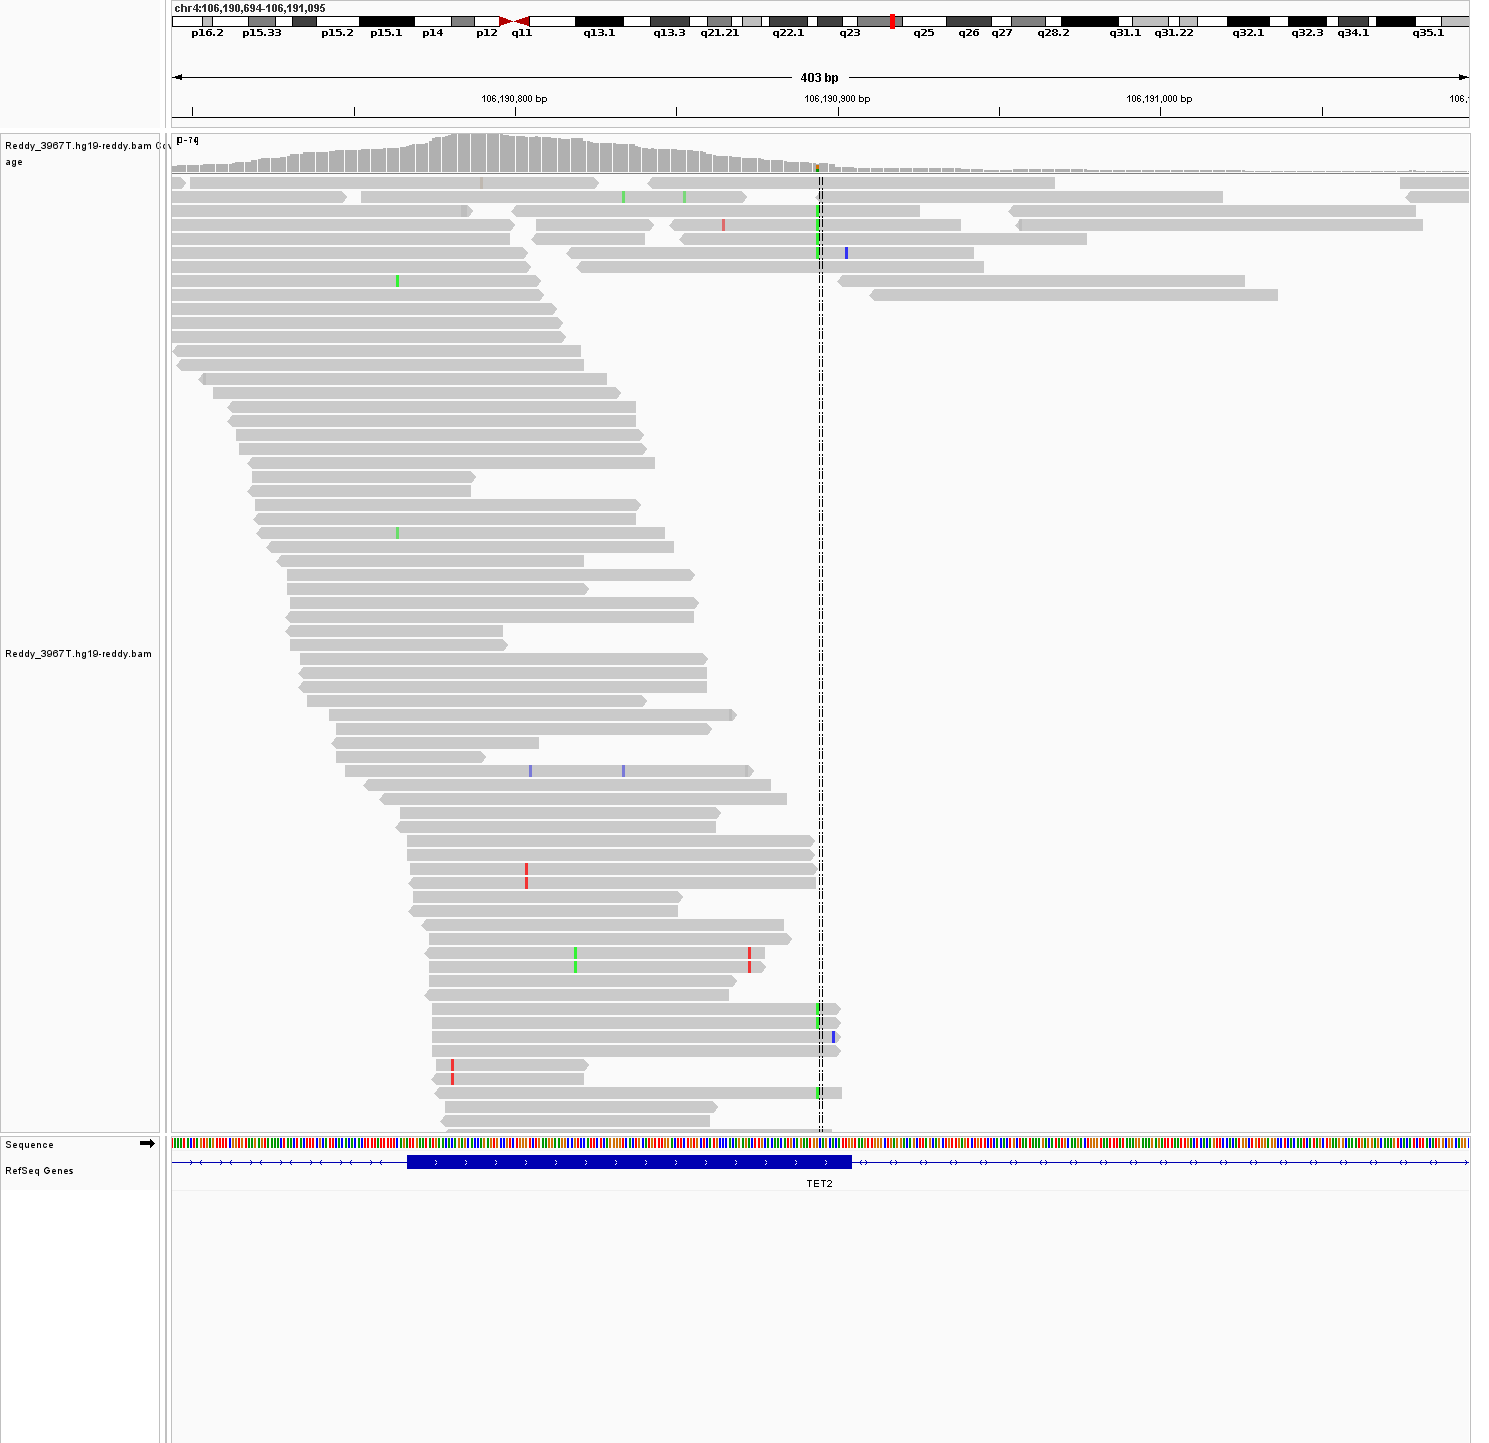 chr4:106,190,694-106,191,095
p16.2 p15.33 p15.2 p15.1 p14 p12 q11 q13.1 q13.3 q21.21 q22.1 q23 q25 q26 q27 q28.2 q31.1 q31.22 q32.1 q32.3 q34.1 q35.1
403 bp
106,190,800 bp 106,190,900 bp 106,191,000 bp 106,
Reddy_3967T.hg19-reddy.bam Cov
age
[0-74]
Reddy_3967T.hg19-reddy.bam
Sequence
RefSeq Genes
TET2